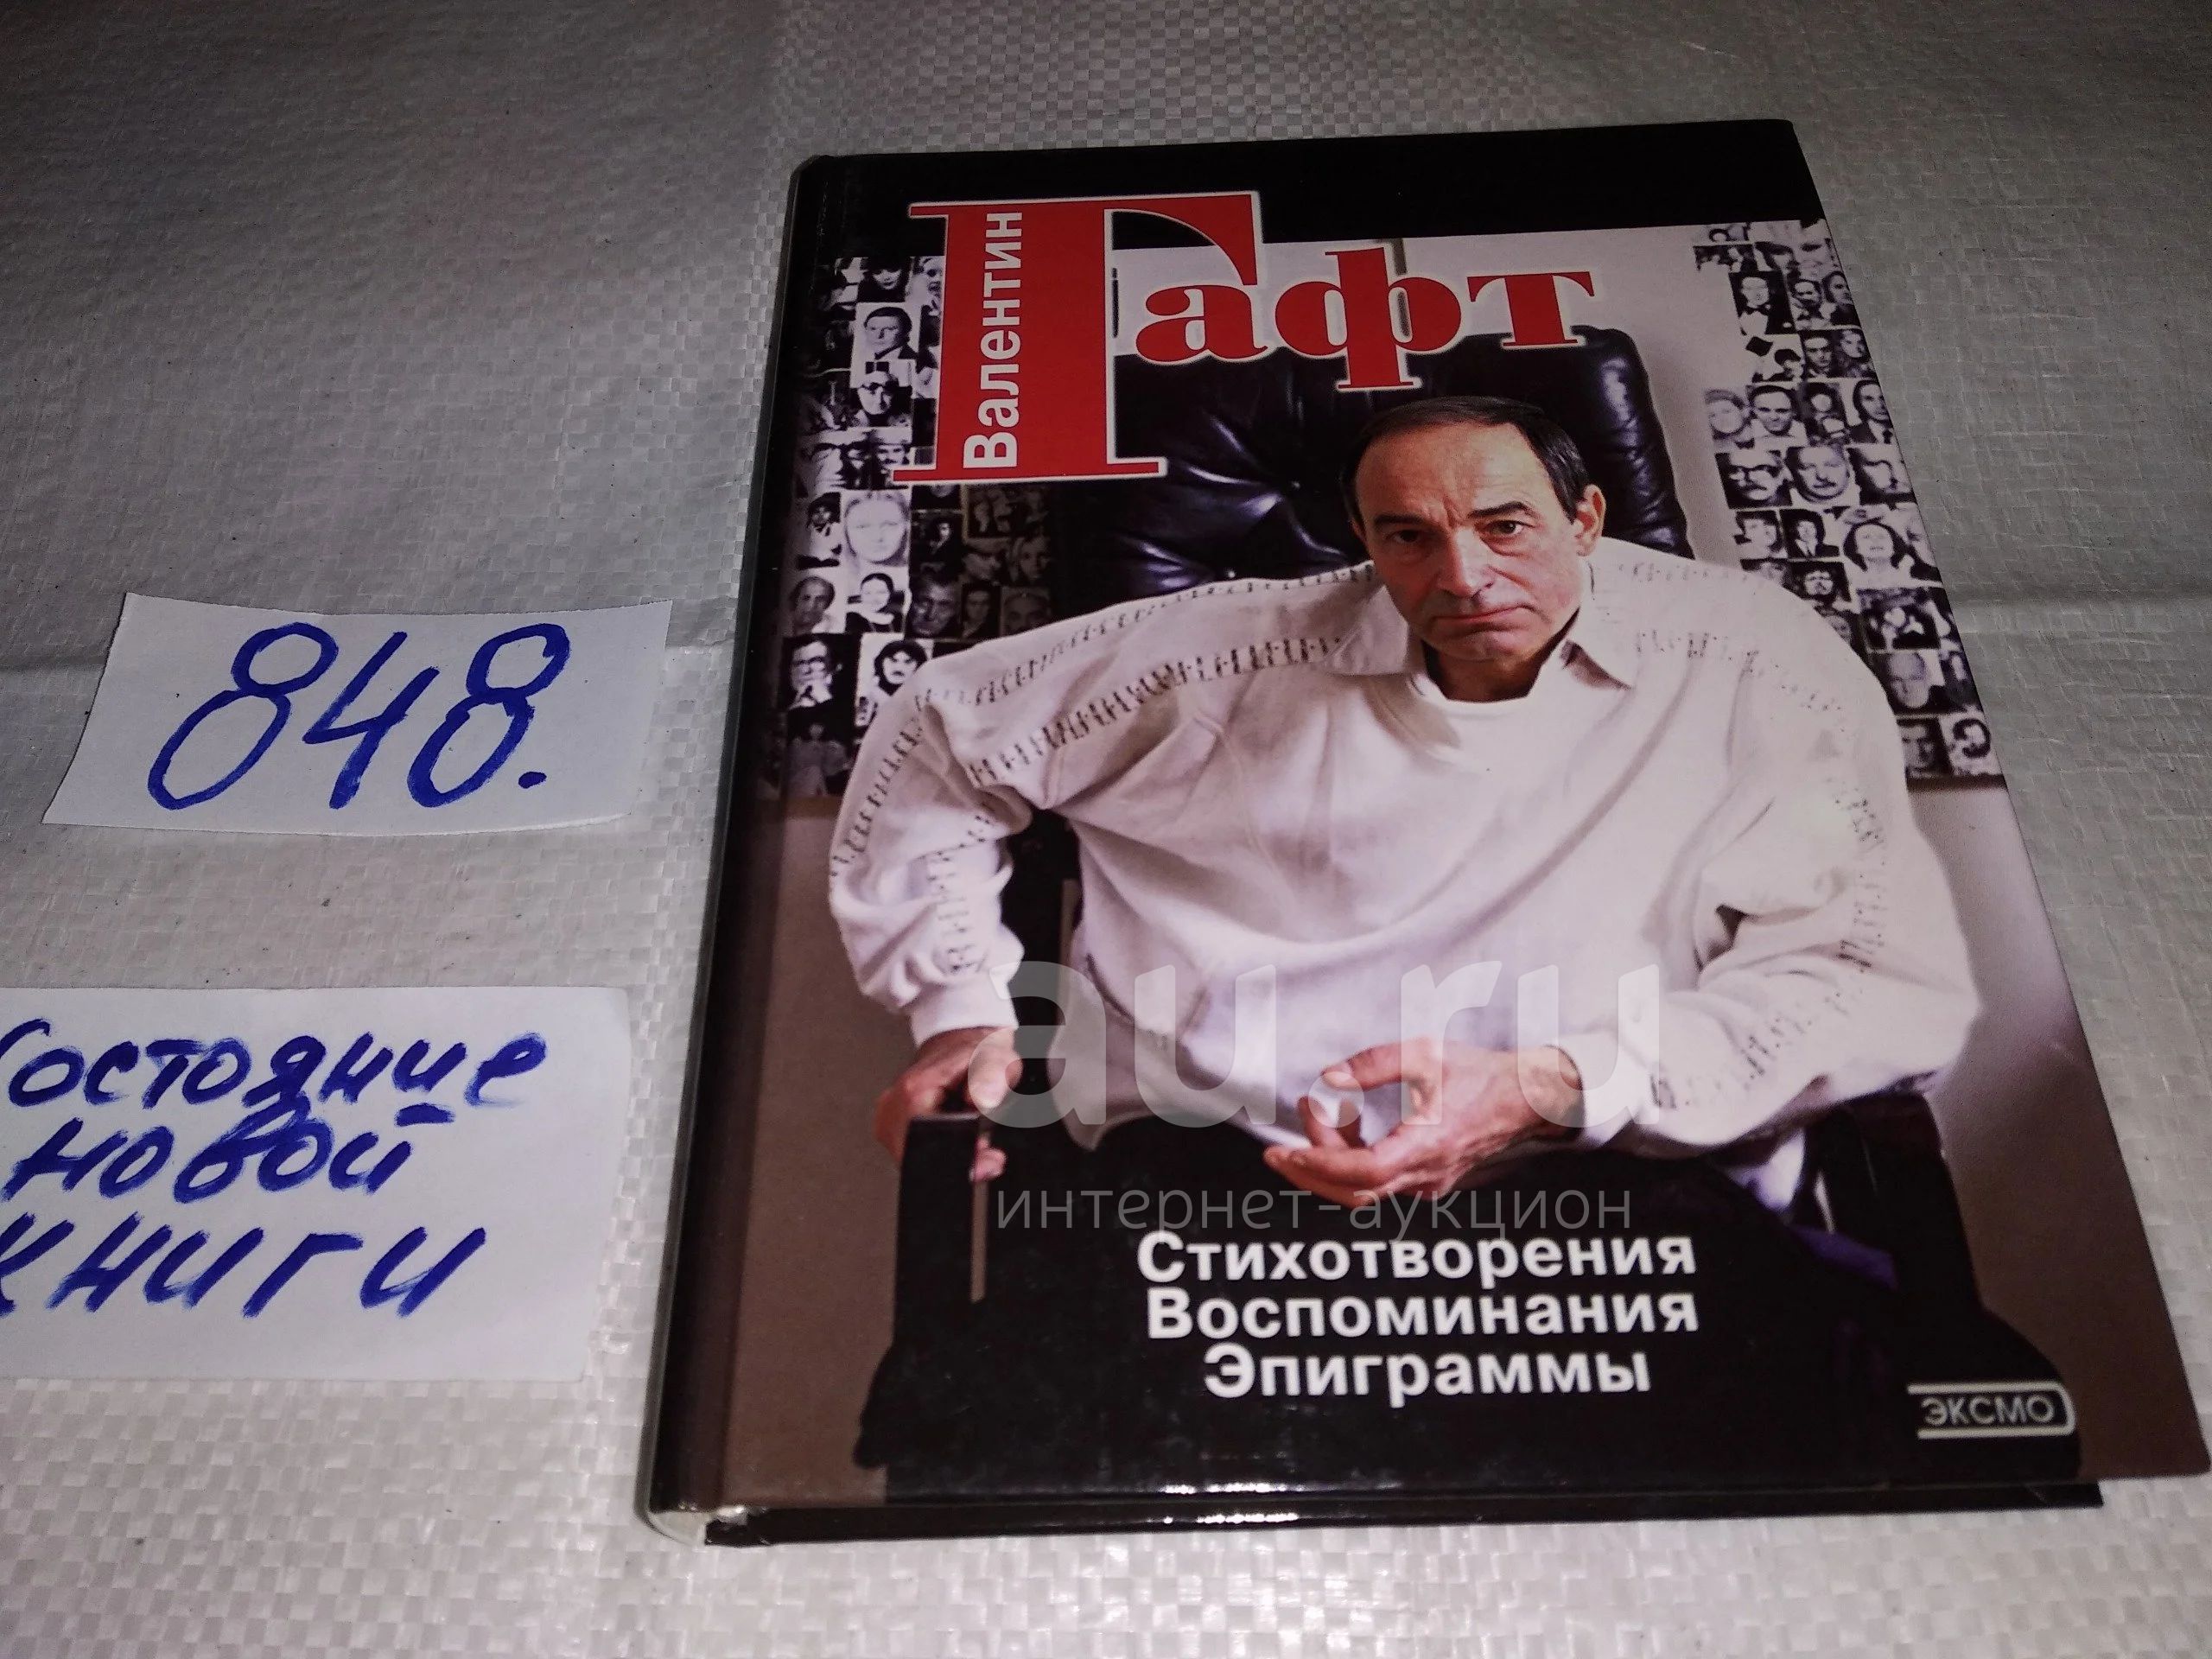 Валентин
Гафт
848.
Состояние
новой
книги
au.ru
интернет-аукцион
Стихотворения
Воспоминания
Эпиграммы
ЭКСМО